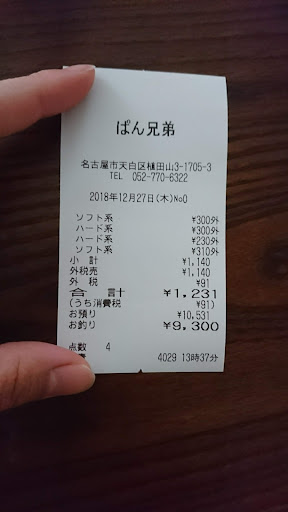 ぱん兄弟
名古屋市天白区植田山3-1705-3
TEL 052-770-6322
2018年12月27日(木)No0
ソフト系 ¥300外
ハード系 ¥300外
ハード系 ¥230外
ソフト系 ¥310外
小 計 ¥1,140
外税売 ¥1,140
外 税 ¥91
合 計 ¥1,231
(うち消費税 ¥91)
お預り ¥10,531
お釣り ¥9,300
点数 4
4029 13時37分